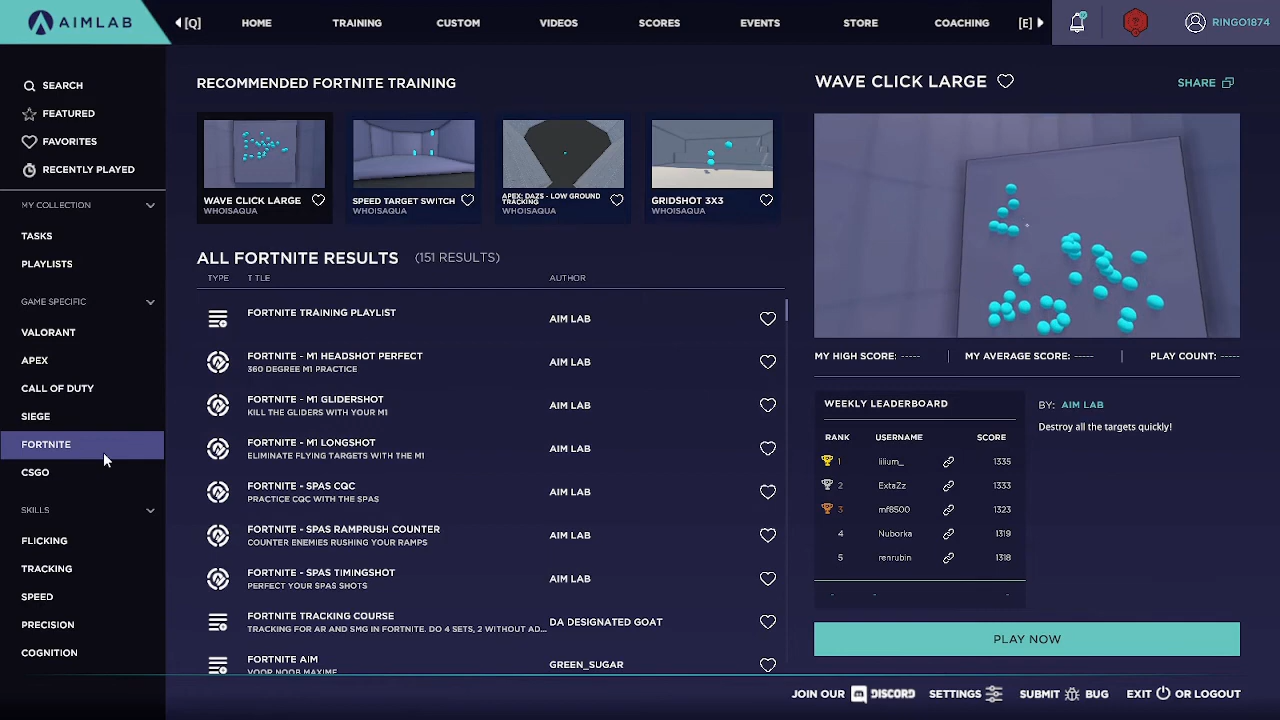 AIMLAB
[Q]
HOME
TRAINING
CUSTOM
VIDEOS
SCORES
EVENTS
STORE
COACHING
[E]
RINGO1874
SEARCH
FEATURED
FAVORITES
RECENTLY PLAYED
MY COLLECTION
TASKS
PLAYLISTS
GAME SPECIFIC
VALORANT
APEX
CALL OF DUTY
SIEGE
FORTNITE
CSGO
SKILLS
FLICKING
TRACKING
SPEED
PRECISION
COGNITION
RECOMMENDED FORTNITE TRAINING
WAVE CLICK LARGE
WHOISAQUA
SPEED TARGET SWITCH
WHOISAQUA
APEX: DAZS - LOW GROUND
TRACKING
WHOISAQUA
GRIDSHOT 3X3
WHOISAQUA
ALL FORTNITE RESULTS (151 RESULTS)
TYPE TITLE AUTHOR
FORTNITE TRAINING PLAYLIST AIM LAB
FORTNITE - M1 HEADSHOT PERFECT
360 DEGREE M1 PRACTICE
AIM LAB
FORTNITE - M1 GLIDERSHOT
KILL THE GLIDERS WITH YOUR M1
AIM LAB
FORTNITE - M1 LONGSHOT
ELIMINATE FLYING TARGETS WITH THE M1
AIM LAB
FORTNITE - SPAS CQC
PRACTICE CQC WITH THE SPAS
AIM LAB
FORTNITE - SPAS RAMPRUSH COUNTER
COUNTER ENEMIES RUSHING YOUR RAMPS
AIM LAB
FORTNITE - SPAS TIMINGSHOT
PERFECT YOUR SPAS SHOTS
AIM LAB
FORTNITE TRACKING COURSE
TRACKING FOR AR AND SMG IN FORTNITE. DO 4 SETS, 2 WITHOUT AD...
DA DESIGNATED GOAT
FORTNITE AIM
VOOR NOOB MAXIME
GREEN_SUGAR
WAVE CLICK LARGE
SHARE
MY HIGH SCORE: -----
MY AVERAGE SCORE: -----
PLAY COUNT: -----
WEEKLY LEADERBOARD
RANK USERNAME SCORE
1 lilium_ 1335
2 ExtaZz 1333
3 mf8500 1323
4 Nuborka 1319
5 renrubin 1318
- - -
BY: AIM LAB
Destroy all the targets quickly!
PLAY NOW
JOIN OUR DISCORD
SETTINGS
SUBMIT BUG
EXIT OR LOGOUT